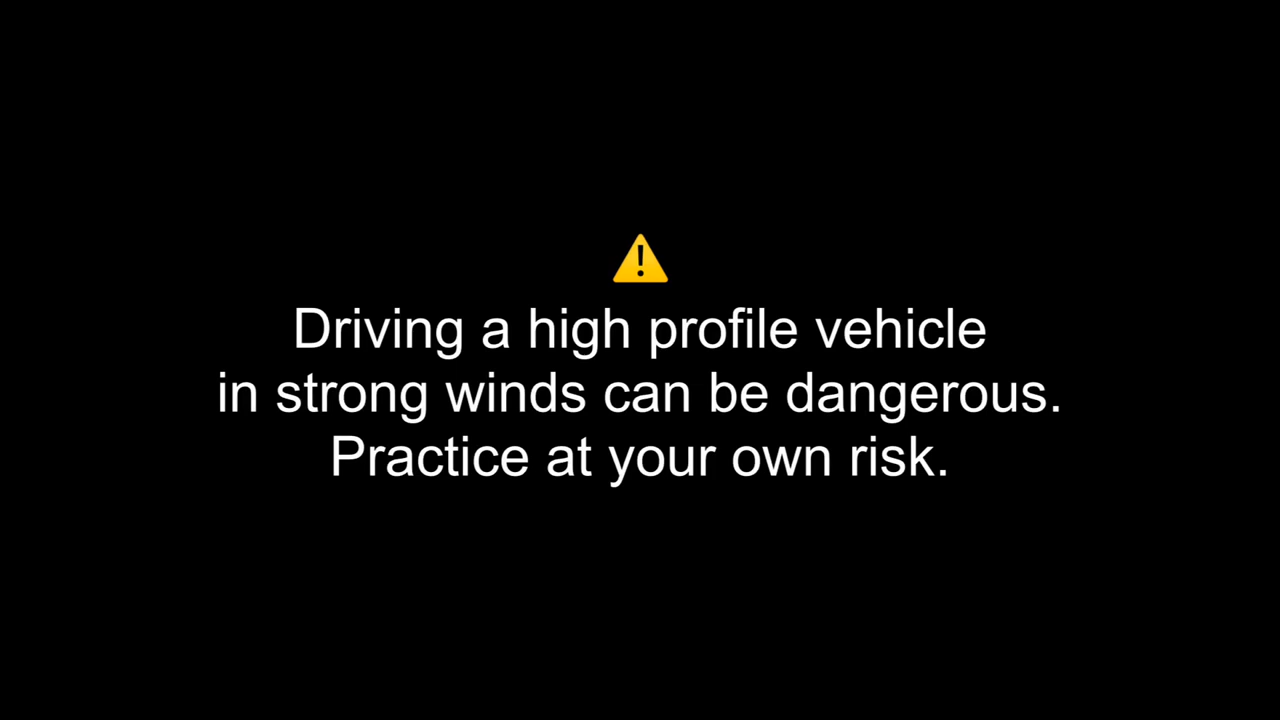 ⚠️
Driving a high profile vehicle
in strong winds can be dangerous.
Practice at your own risk.